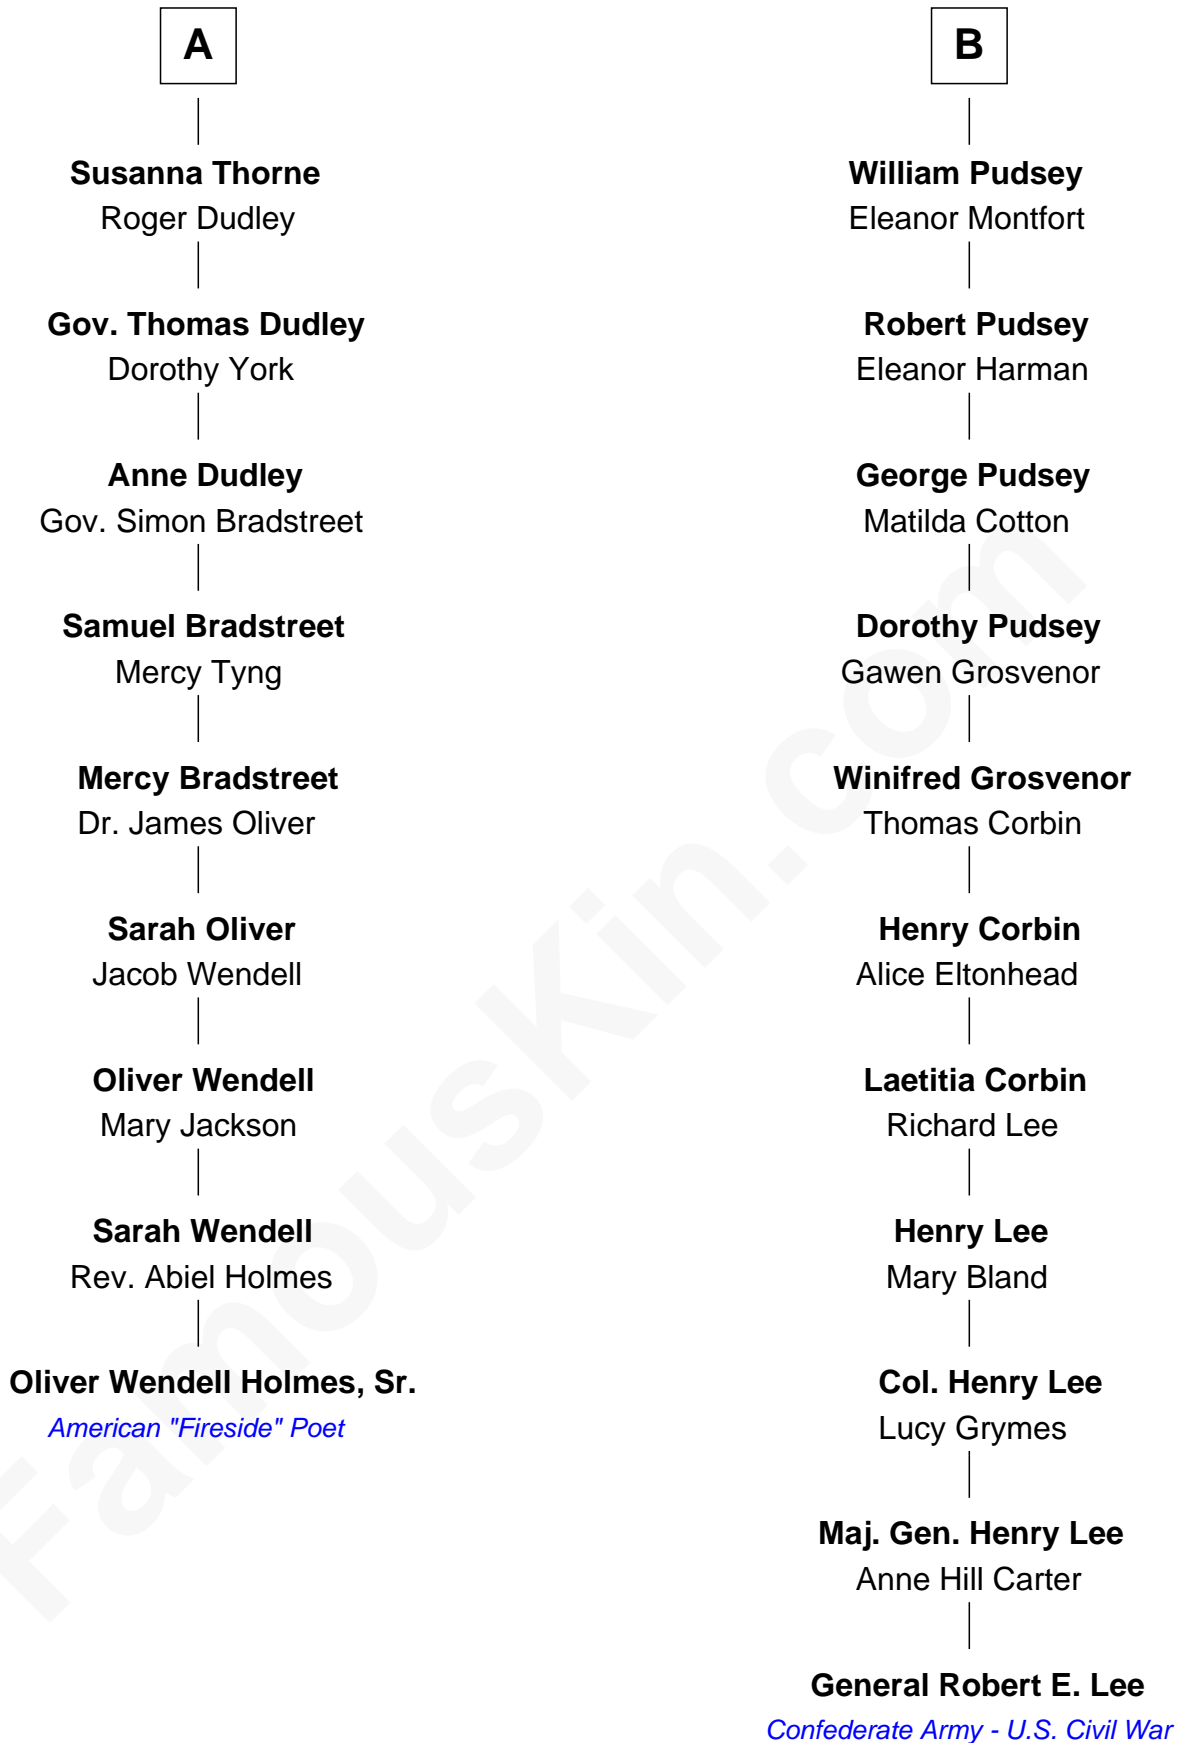 A
Susanna Thorne
Roger Dudley
Gov. Thomas Dudley
Dorothy York
Anne Dudley
Gov. Simon Bradstreet
Samuel Bradstreet
Mercy Tyng
Mercy Bradstreet
Dr. James Oliver
Sarah Oliver
Jacob Wendell
Oliver Wendell
Mary Jackson
Sarah Wendell
Rev. Abiel Holmes
Oliver Wendell Holmes, Sr.
American "Fireside" Poet
B
William Pudsey
Eleanor Montfort
Robert Pudsey
Eleanor Harman
George Pudsey
Matilda Cotton
Dorothy Pudsey
Gawen Grosvenor
Winifred Grosvenor
Thomas Corbin
Henry Corbin
Alice Eltonhead
Laetitia Corbin
Richard Lee
Henry Lee
Mary Bland
Col. Henry Lee
Lucy Grymes
Maj. Gen. Henry Lee
Anne Hill Carter
General Robert E. Lee
Confederate Army - U.S. Civil War
FamousKin.com